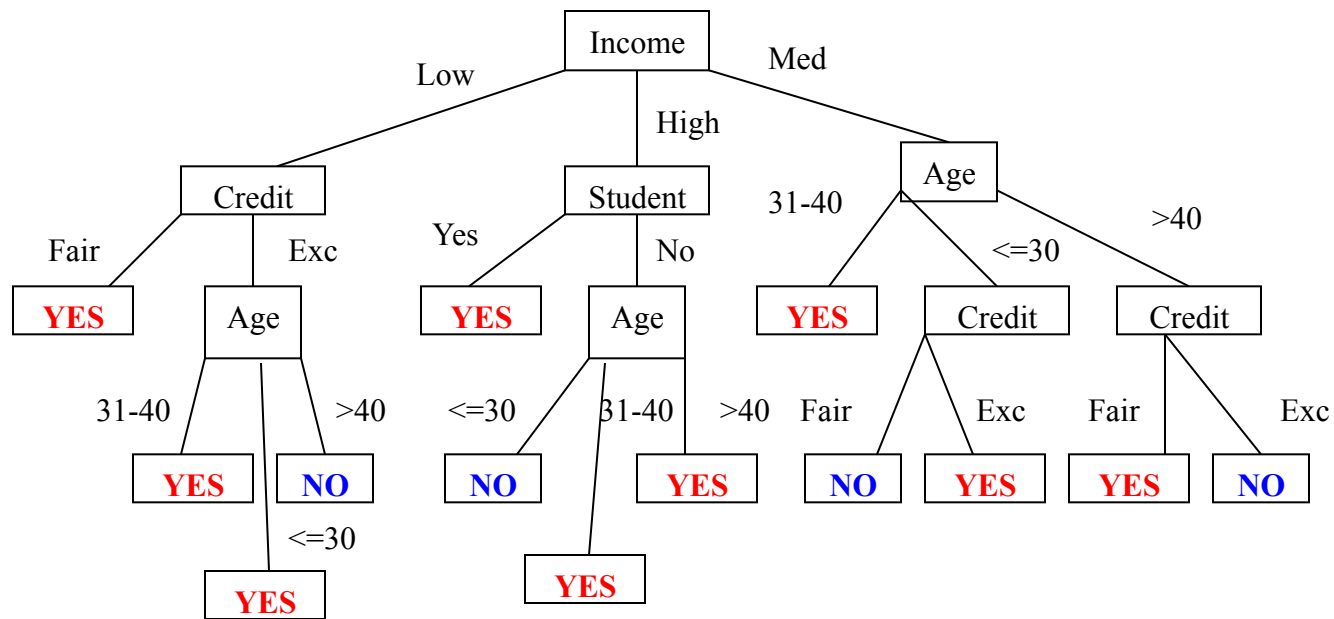 Income
Low
High
Med
Credit
Student
Age
Fair
Exc
Yes
No
31-40
<=30
>40
YES
Age
YES
Age
YES
Credit
Credit
31-40
>40
<=30
31-40
>40
Fair
Exc
Fair
Exc
YES
NO
NO
YES
NO
YES
YES
NO
<=30
YES
YES